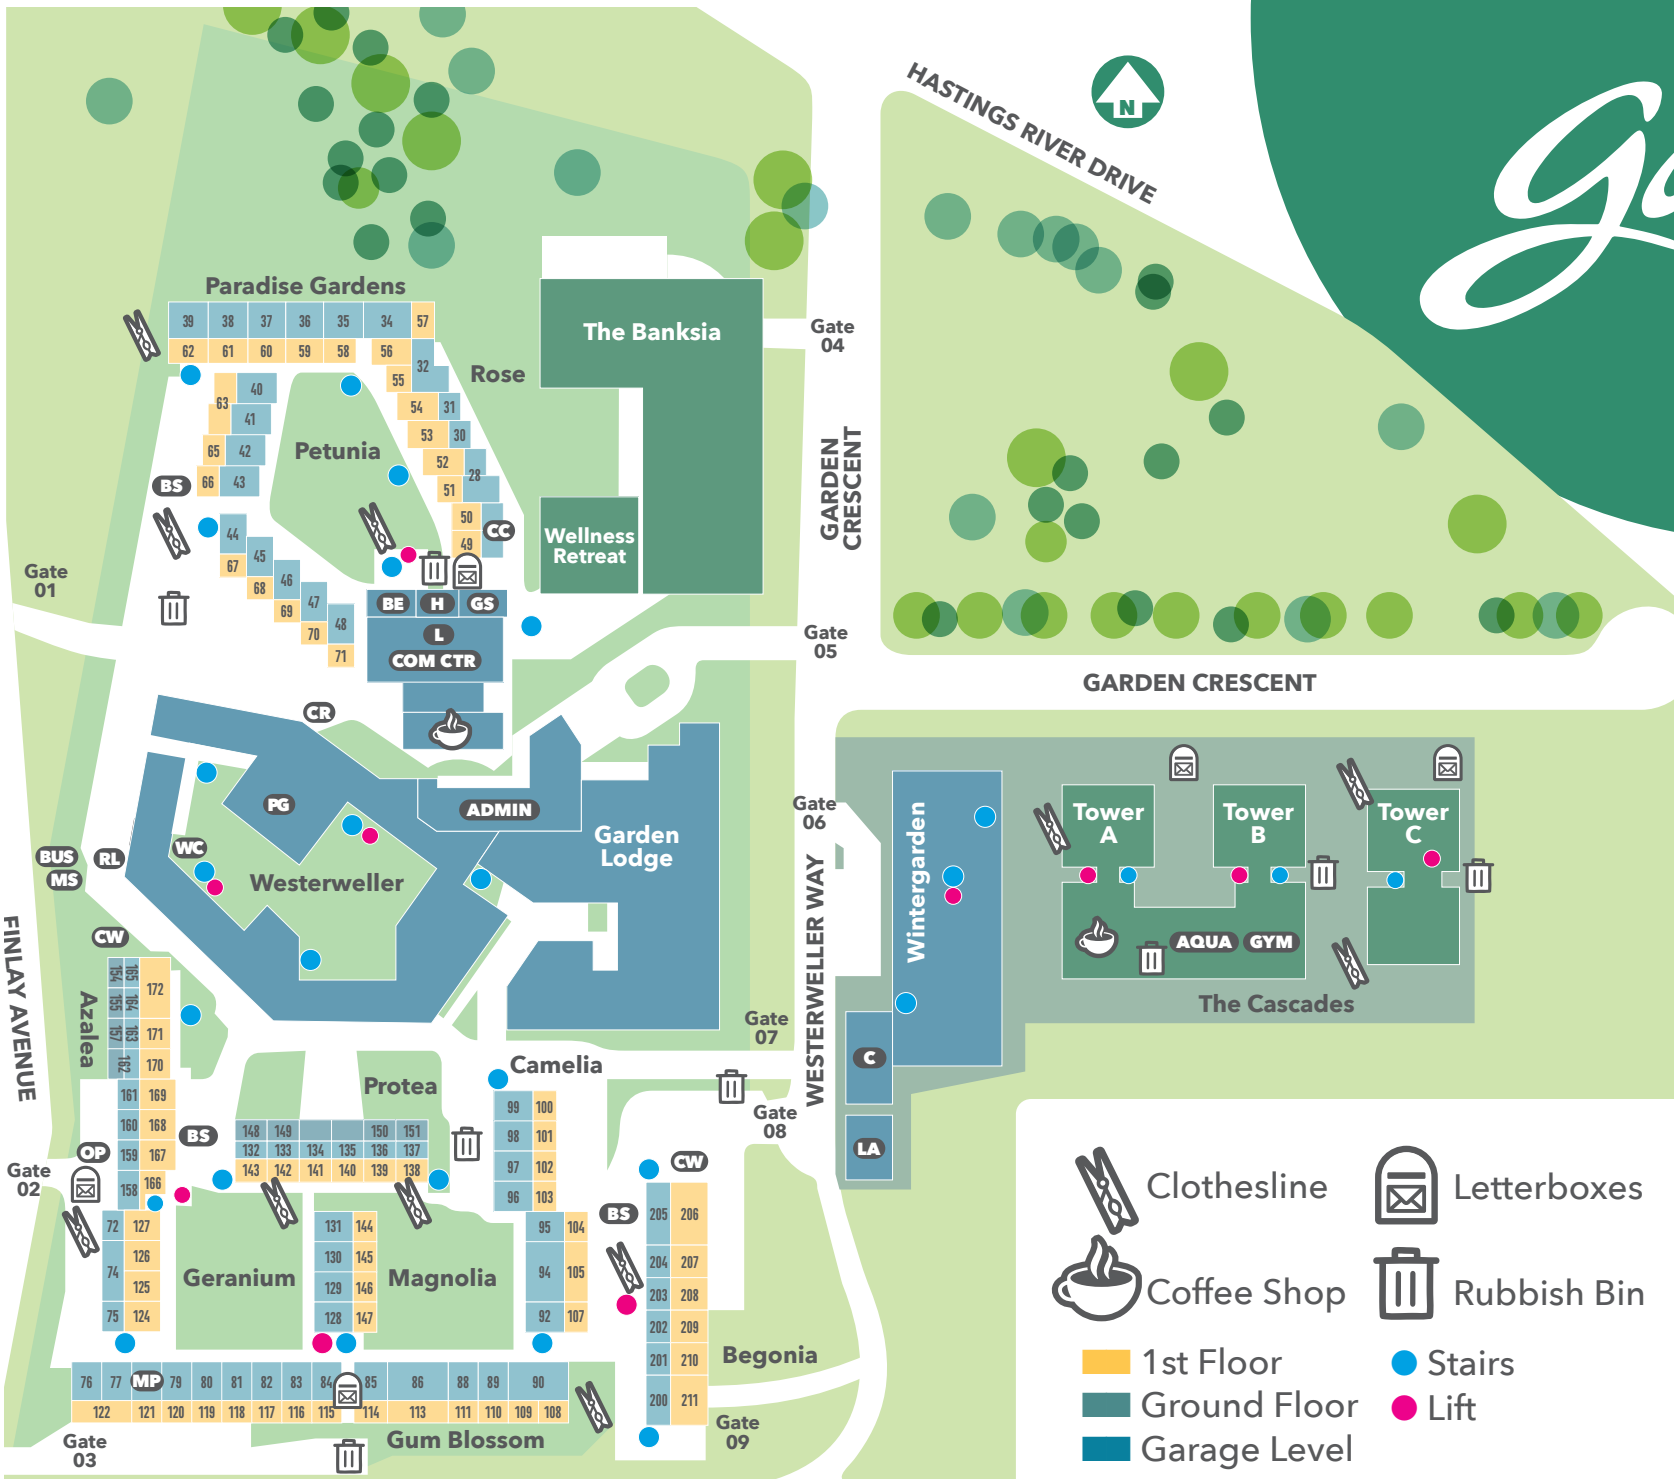 HASTINGS RIVER DRIVE
N
Ga
Paradise Gardens
39 38 37 36 35 34 57
62 61 60 59 58 56
32
55
Rose
The Banksia
Gate
04
63 40
41
54 31
53 30
65 42
52
28
66 43
51
Petunia
BS
50
CC
49
44
45
67
46
68
47
69
48
70
71
Wellness
Retreat
GARDEN
CRESCENT
Gate
01
BE H GS
L
COM CTR
Gate
05
GARDEN CRESCENT
CR
PG
ADMIN
Garden
Lodge
Gate
06
WC
BUS
RL
MS
Westerweller
WESTERWELLER WAY
Wintergarden
Tower
A
Tower
B
Tower
C
AQUA GYM
The Cascades
C
LA
FINLAY AVENUE
CW
Azalea
154 165 172
155 164
157 163 171
162 170
161 169
160 168
159 167
158 166
BS
OP
Gate
02
72 127
126
74
125
75 124
Protea
148 149 150 151
132 133 134 135 136 137
143 142 141 140 139 138
Geranium
131 144
130 145
129 146
128 147
Magnolia
Camelia
99 100
98 101
97 102
96 103
95 104
94 105
92 107
Gate
07
Gate
08
CW
BS
205 206
204 207
203 208
202 209
201 210
200 211
Begonia
Gate
09
76 77 MP 79 80 81 82 83 84 85 86 88 89 90
122 121 120 119 118 117 116 115 114 113 111 110 109 108
Gum Blossom
Gate
03
Clothesline
Letterboxes
Coffee Shop
Rubbish Bin
1st Floor
Stairs
Ground Floor
Lift
Garage Level